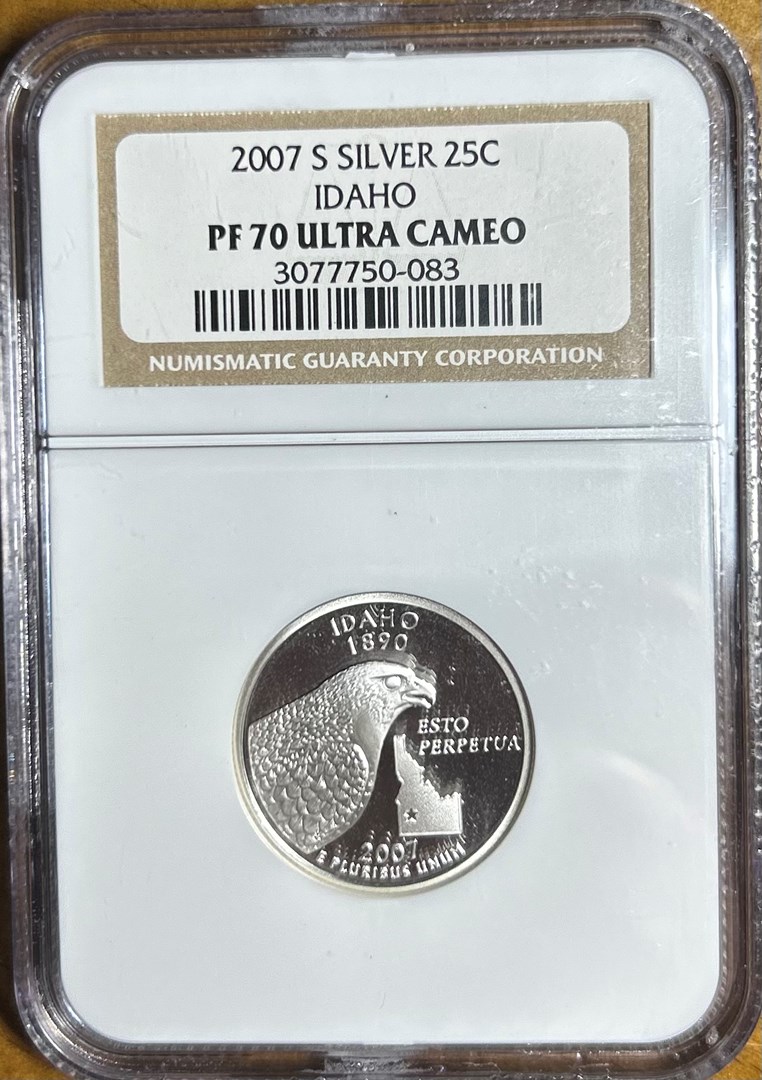 2007 S SILVER 25C
IDAHO
PF 70 ULTRA CAMEO
3077750-083
NUMISMATIC GUARANTY CORPORATION
IDAHO
1890
ESTO
PERPETUA
2007
E PLURIBUS UNUM